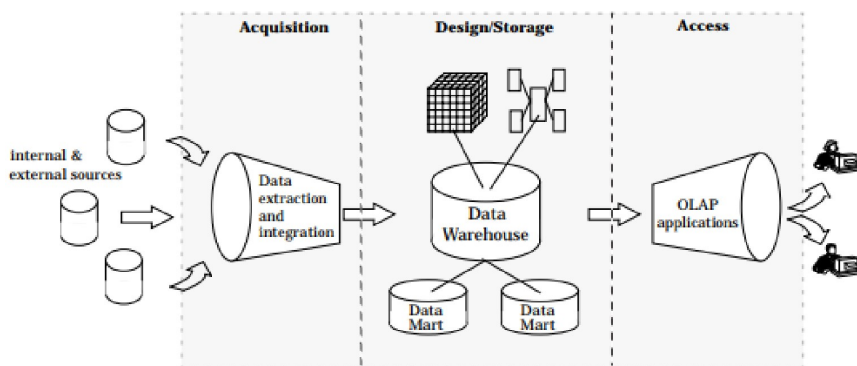 Acquisition
Design/Storage
Access
internal &
external sources
Data
extraction
and
integration
Data
Warehouse
OLAP
applications
Data
Mart
Data
Mart